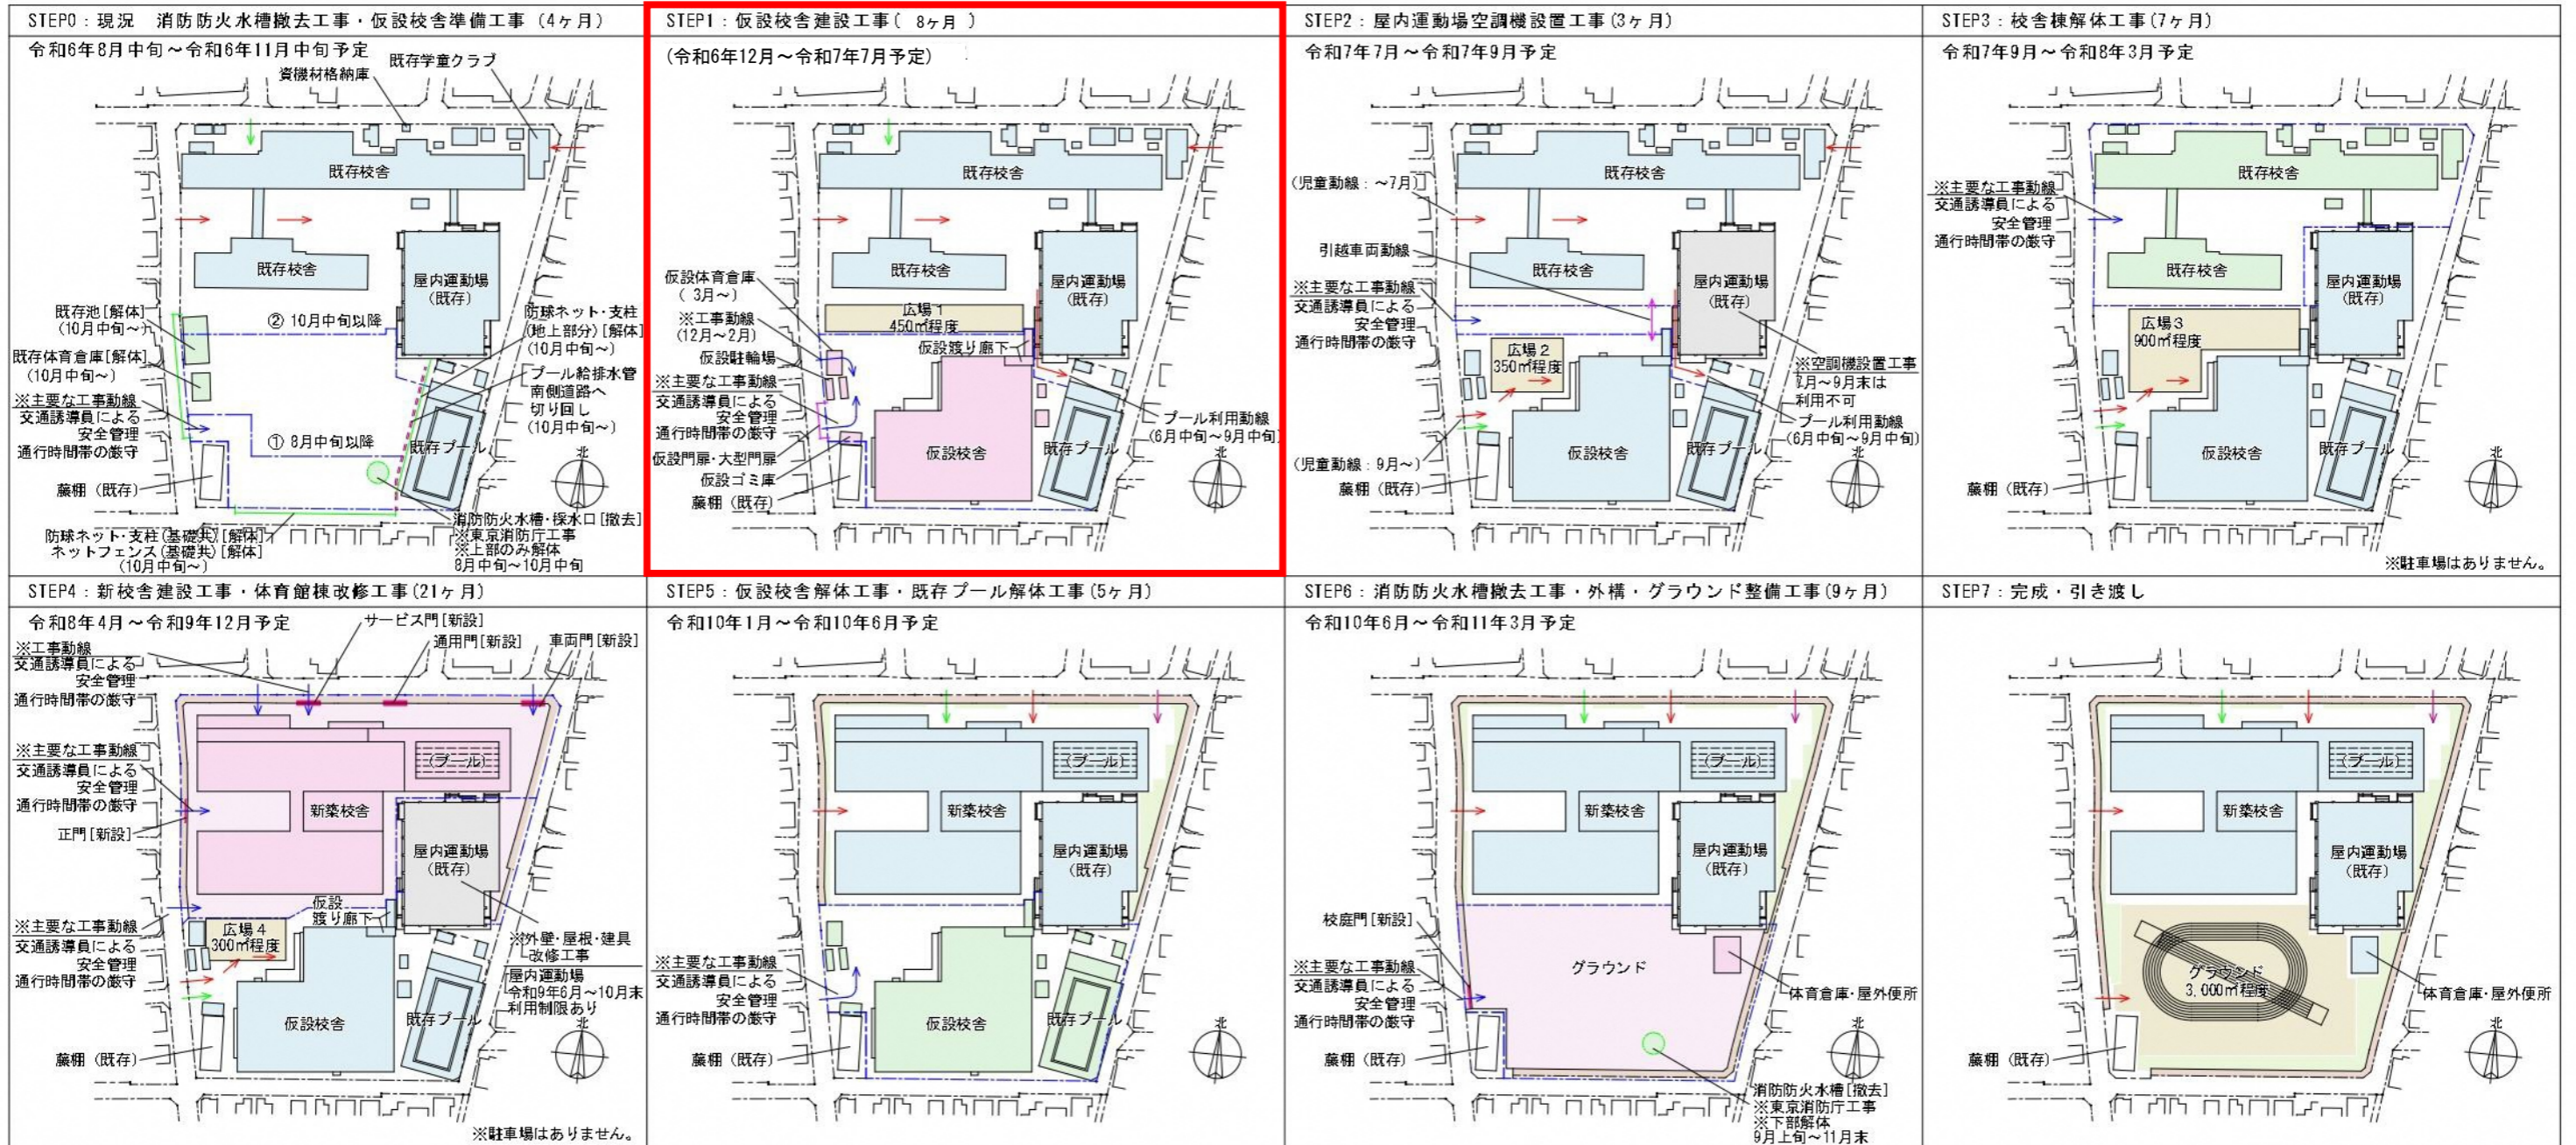 STEP0：現況　消防防火水槽撤去工事・仮設校舎準備工事（4ヶ月）
令和6年8月中旬～令和6年11月中旬予定
既存学童クラブ
資機材格納庫
既存校舎
既存校舎
屋内運動場
(既存)
既存池[解体]
(10月中旬～)
② 10月中旬以降
防球ネット・支柱
(地上部分)[解体]
(10月中旬～)
既存体育倉庫[解体]
(10月中旬～)
プール給排水管
南側道路へ
切り回し
(10月中旬～)
※主要な工事動線
交通誘導員による
安全管理
通行時間帯の厳守
① 8月中旬以降
既存プール
北
藤棚（既存）
消防防火水槽・採水口[撤去]
※東京消防庁工事
※上部のみ解体
8月中旬～10月中旬
防球ネット・支柱(基礎共)[解体]
ネットフェンス(基礎共)[解体]
(10月中旬～)
STEP1：仮設校舎建設工事( 8ヶ月 )
(令和6年12月～令和7年7月予定)
既存校舎
既存校舎
屋内運動場
(既存)
仮設体育倉庫
( 3月～)
広場1
450㎡程度
※工事動線
(12月～2月)
仮設渡り廊下
仮設駐輪場
※主要な工事動線
交通誘導員による
安全管理
通行時間帯の厳守
プール利用動線
(6月中旬～9月中旬)
仮設門扉・大型門扉
仮設校舎
既存プール
仮設ゴミ庫
藤棚（既存）
北
STEP2：屋内運動場空調機設置工事(3ヶ月)
令和7年7月～令和7年9月予定
既存校舎
(児童動線：～7月)
引越車両動線
既存校舎
屋内運動場
(既存)
※主要な工事動線
交通誘導員による
安全管理
通行時間帯の厳守
広場2
350㎡程度
※空調機設置工事
7月～9月末は
利用不可
プール利用動線
(6月中旬～9月中旬)
仮設校舎
既存プール
(児童動線：9月～)
藤棚（既存）
北
STEP3：校舎棟解体工事(7ヶ月)
令和7年9月～令和8年3月予定
既存校舎
※主要な工事動線
交通誘導員による
安全管理
通行時間帯の厳守
既存校舎
屋内運動場
(既存)
広場3
900㎡程度
仮設校舎
既存プール
藤棚（既存）
北
※駐車場はありません。
STEP4：新校舎建設工事・体育館棟改修工事(21ヶ月)
令和8年4月～令和9年12月予定
サービス門[新設]
通用門[新設]
車両門[新設]
※工事動線
交通誘導員による
安全管理
通行時間帯の厳守
※主要な工事動線
交通誘導員による
安全管理
通行時間帯の厳守
(プール)
新築校舎
正門[新設]
屋内運動場
(既存)
仮設
渡り廊下
※主要な工事動線
交通誘導員による
安全管理
通行時間帯の厳守
広場4
300㎡程度
※外壁・屋根・建具
改修工事
屋内運動場
令和9年6月～10月末
利用制限あり
仮設校舎
既存プール
藤棚（既存）
北
※駐車場はありません。
STEP5：仮設校舎解体工事・既存プール解体工事(5ヶ月)
令和10年1月～令和10年6月予定
(プール)
新築校舎
屋内運動場
(既存)
※主要な工事動線
交通誘導員による
安全管理
通行時間帯の厳守
仮設校舎
既存プール
藤棚（既存）
北
STEP6：消防防火水槽撤去工事・外構・グラウンド整備工事(9ヶ月)
令和10年6月～令和11年3月予定
(プール)
新築校舎
屋内運動場
(既存)
校庭門[新設]
グラウンド
※主要な工事動線
交通誘導員による
安全管理
通行時間帯の厳守
体育倉庫・屋外便所
藤棚（既存）
北
消防防火水槽[撤去]
※東京消防庁工事
※下部解体
9月上旬～11月末
STEP7：完成・引き渡し
(プール)
新築校舎
屋内運動場
(既存)
グラウンド
3,000㎡程度
体育倉庫・屋外便所
藤棚（既存）
北